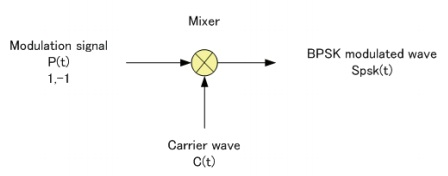 Mixer
Modulation signal
P(t)
1,-1
BPSK modulated wave
Spsk(t)
Carrier wave
C(t)